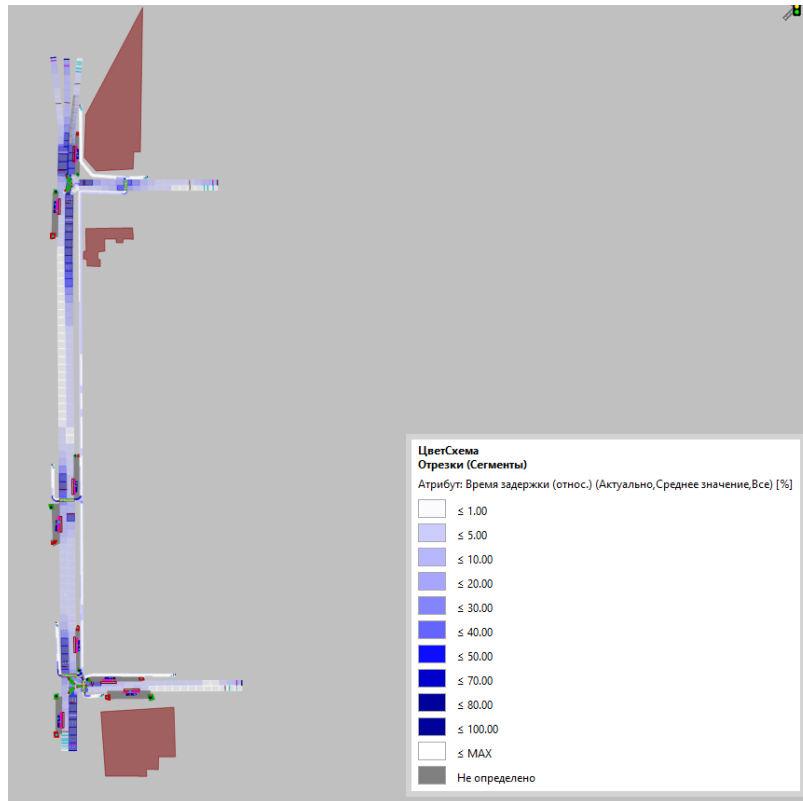 ЦветСхема
Отрезки (Сегменты)
Атрибут: Время задержки (относ.) (Актуально,Среднее значение,Все) [%]
≤ 1.00
≤ 5.00
≤ 10.00
≤ 20.00
≤ 30.00
≤ 40.00
≤ 50.00
≤ 70.00
≤ 80.00
≤ 100.00
≤ MAX
Не определено